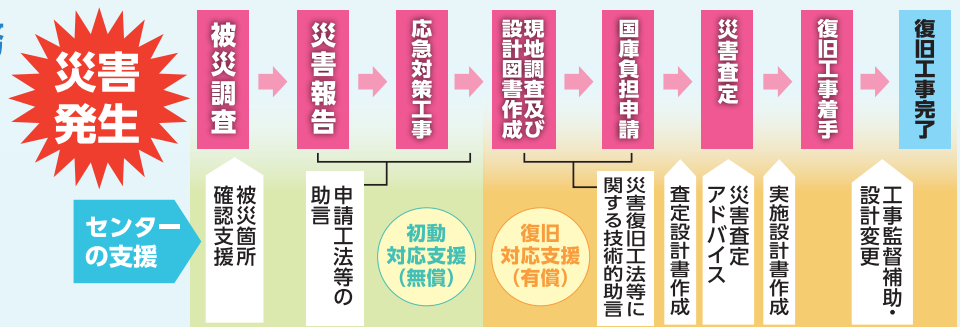 災害
発生
被災調査
災害報告
応急対策工事
現地調査及び
設計図書作成
国庫負担申請
災害査定
復旧工事着手
復旧工事完了
センター
の支援
被災箇所
確認支援
申請工法等の
助言
初動
対応支援
（無償）
復旧
対応支援
（有償）
災害復旧工法等に
関する技術的助言
査定設計書作成
災害査定
アドバイス
実施設計書作成
工事監督補助・
設計変更